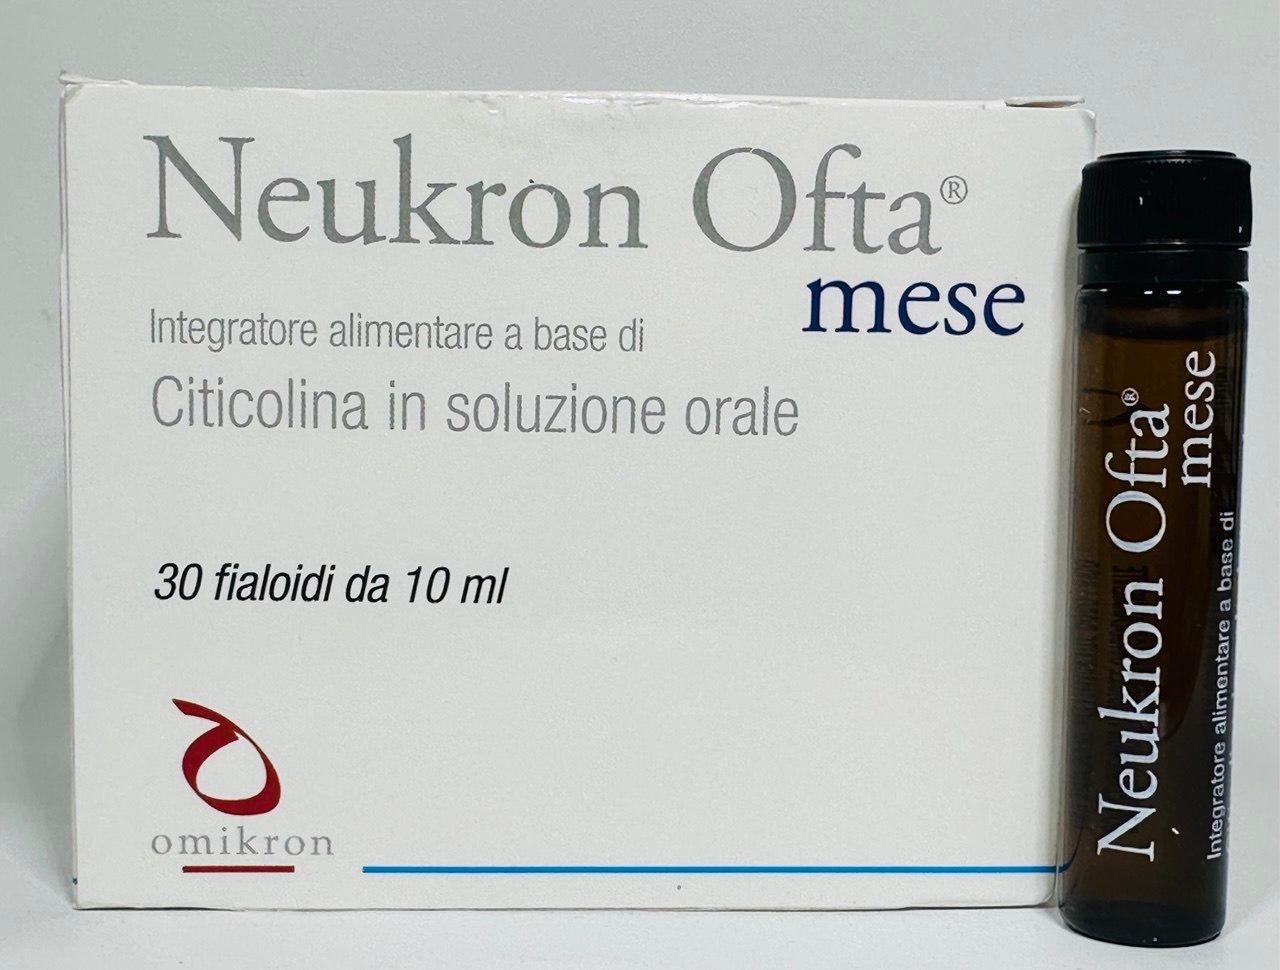 Neukron Ofta®
mese
Integratore alimentare a base di
Citicolina in soluzione orale
30 fialoidi da 10 ml
omikron
Neukron Ofta®
mese
Integratore alimentare a base di